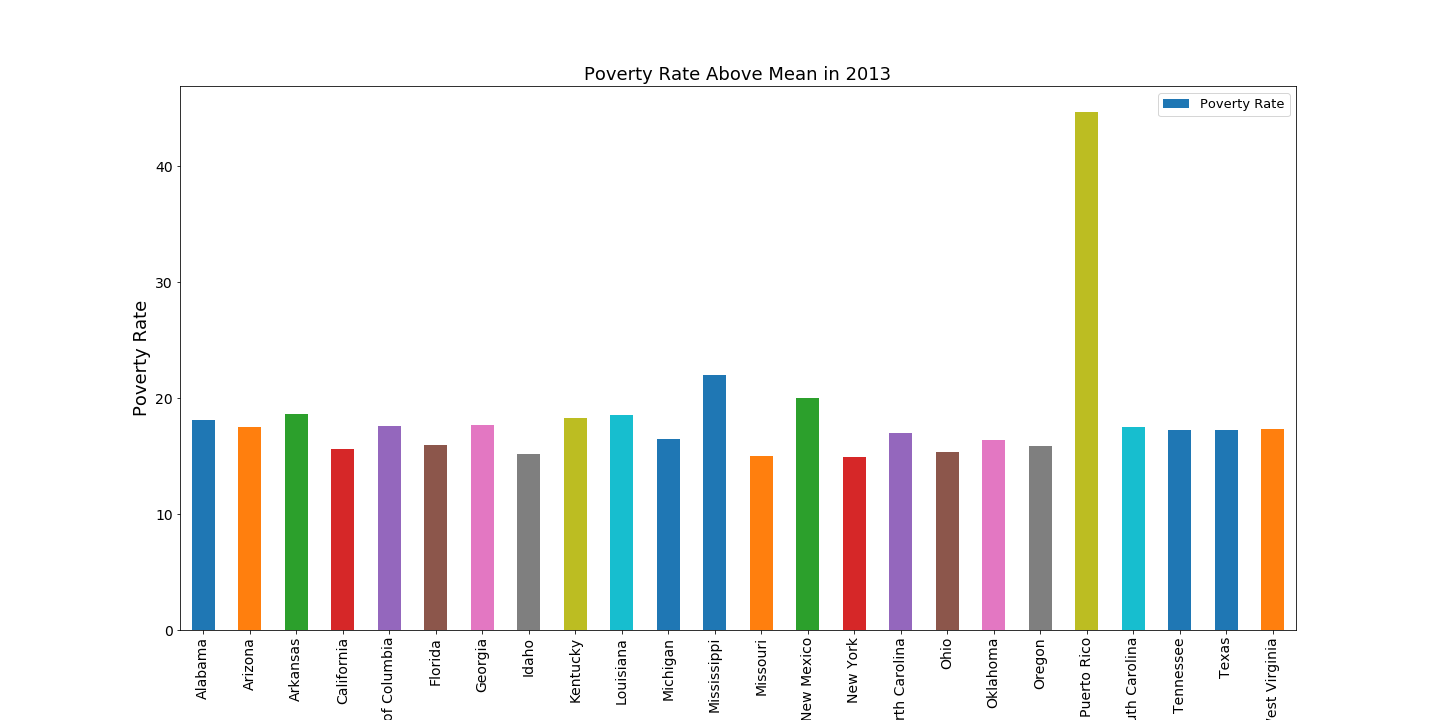 Poverty Rate Above Mean in 2013
Poverty Rate
Poverty Rate
40
30
20
10
0
Alabama
Arizona
Arkansas
California
of Columbia
Florida
Georgia
Idaho
Kentucky
Louisiana
Michigan
Mississippi
Missouri
New Mexico
New York
rth Carolina
Ohio
Oklahoma
Oregon
Puerto Rico
uth Carolina
Tennessee
Texas
est Virginia